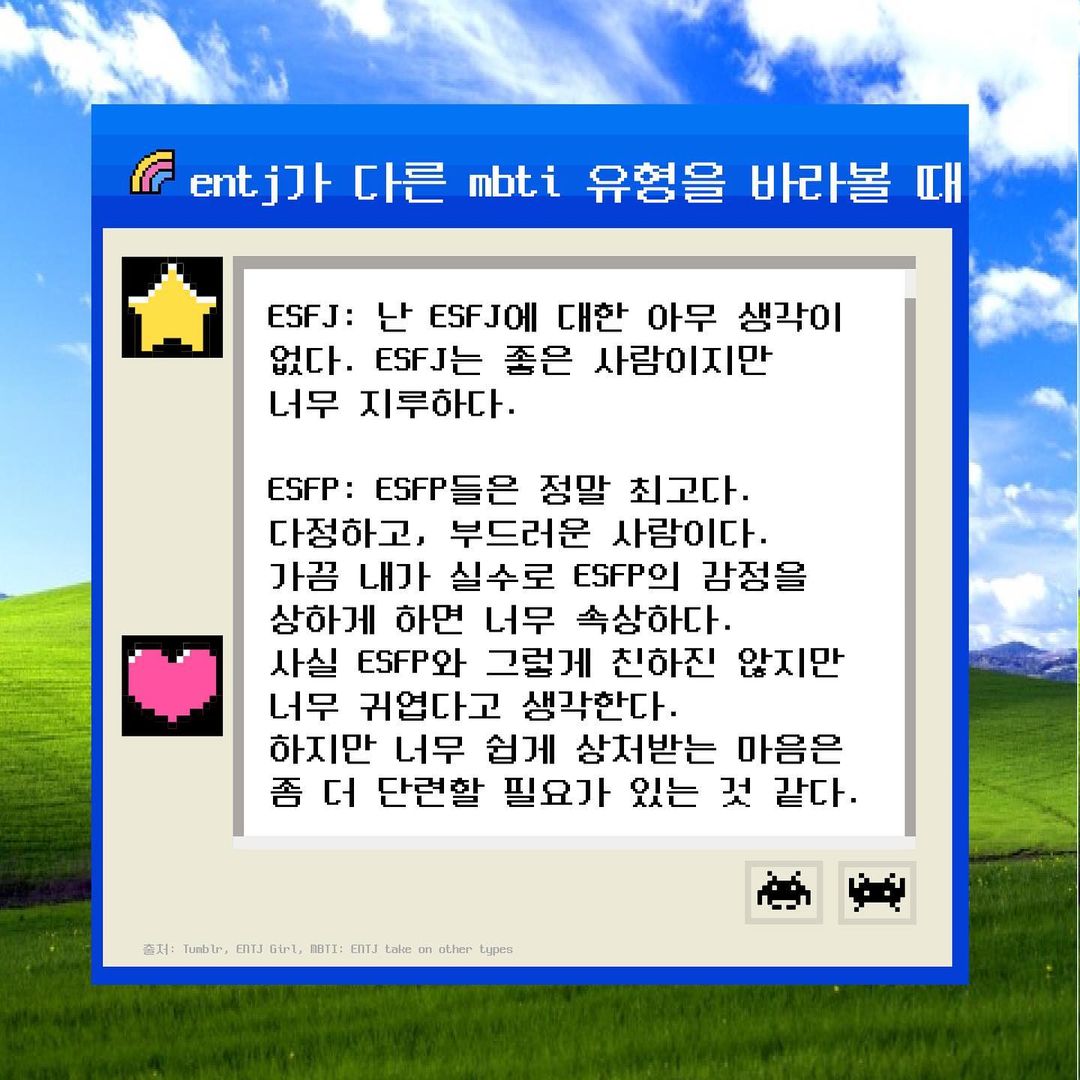 entj가 다른 mbti 유형을 바라볼 때
ESFJ: 난 ESFJ에 대한 아무 생각이
없다. ESFJ는 좋은 사람이지만
너무 지루하다.
ESFP: ESFP들은 정말 최고다.
다정하고, 부드러운 사람이다.
가끔 내가 실수로 ESFP의 감정을
상하게 하면 너무 속상하다.
사실 ESFP와 그렇게 친하진 않지만
너무 귀엽다고 생각한다.
하지만 너무 쉽게 상처받는 마음은
좀 더 단련할 필요가 있는 것 같다.
출처: Tumblr, ENTJ Girl, MBTI: ENTJ take on other types